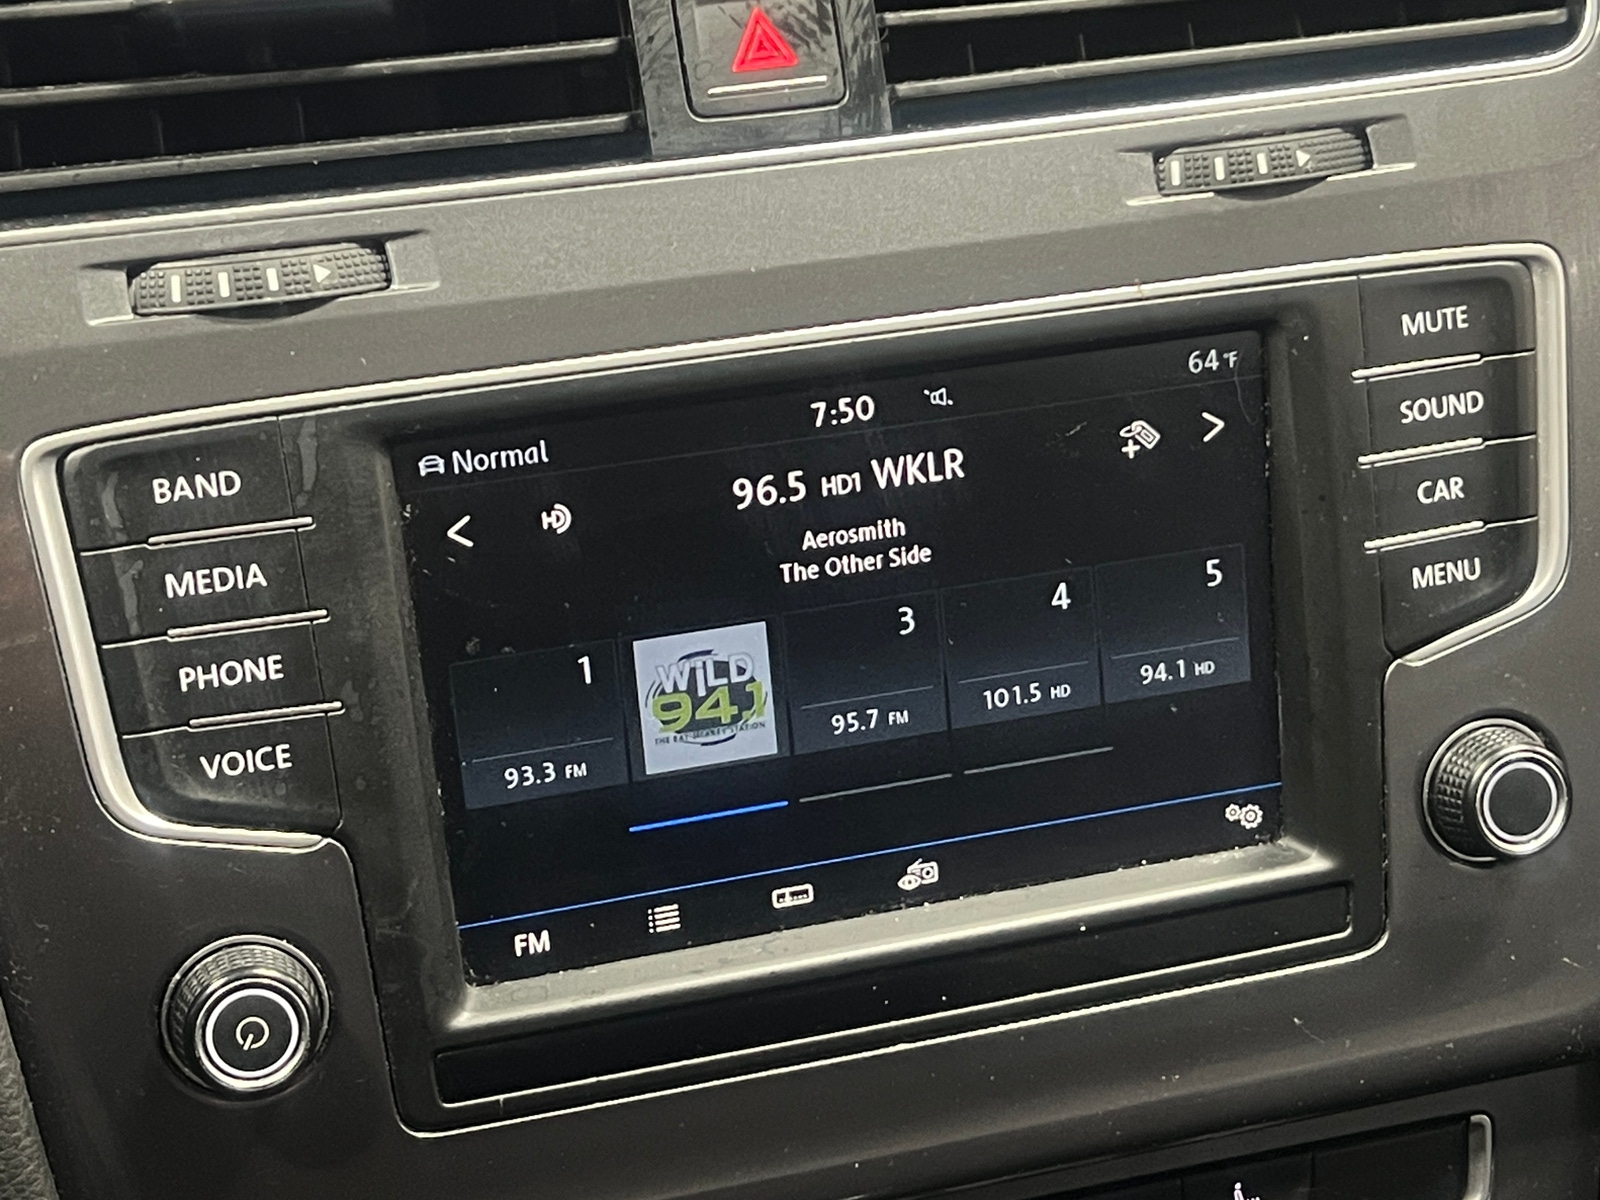 64°F
7:50
Normal
96.5 HD1 WKLR
Aerosmith
The Other Side
1
93.3 FM
WiLD
94.1
3
95.7 FM
4
101.5 HD
5
94.1 HD
FM
BAND
MEDIA
PHONE
VOICE
MUTE
SOUND
CAR
MENU